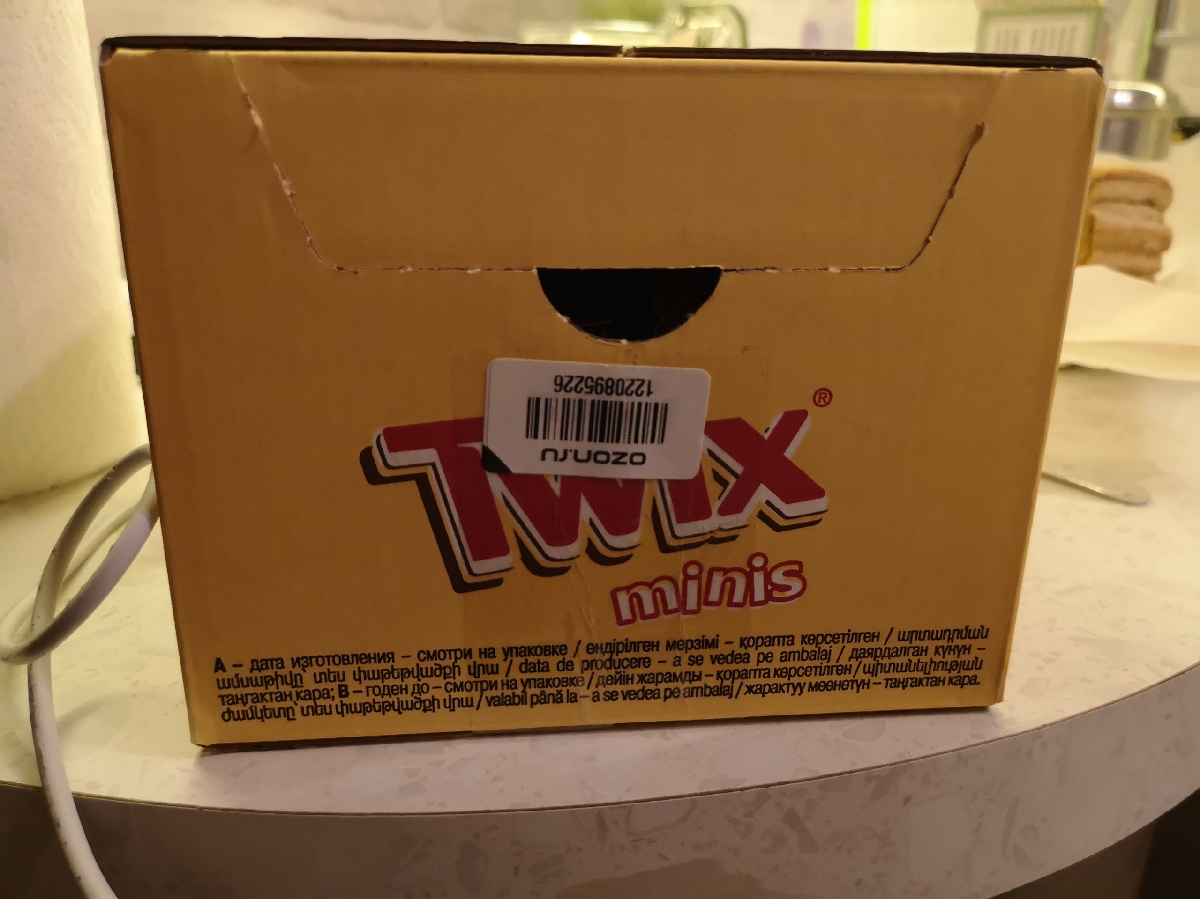 1220895226
ozon.ru
TWIX®
minis
A – дата изготовления – смотри на упаковке / өндірілген мерзімі – қорапта көрсетілген / արտադրման
ամսաթիվը՝ տես փաթեթվածքի վրա / data de producere – a se vedea pe ambalaj / даярдалган күнүн –
таңгактан кара; B – годен до – смотри на упаковке / дейін жарамды – қорапта көрсетілген / պիտանելիության
ժամկետը՝ տես փաթեթվածքի վրա / valabil până la – a se vedea pe ambalaj / жарактуу мөөнөтүн – таңгактан кара.